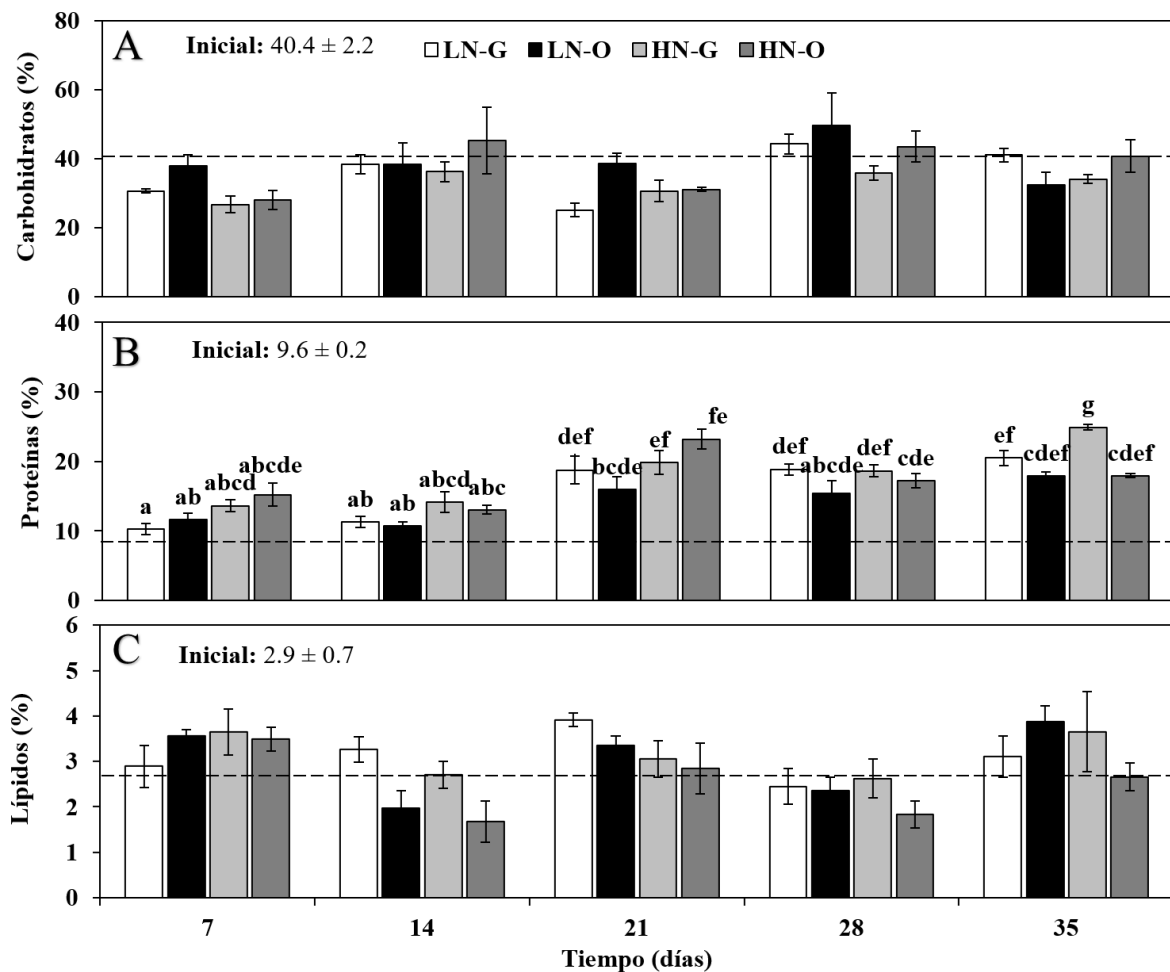 A
Inicial: 40.4 ± 2.2
LN-G LN-O HN-G HN-O
Carbohidratos (%)
80
60
40
20
0
B
Inicial: 9.6 ± 0.2
Proteínas (%)
40
30
20
10
0
a ab abcd abcde
ab ab abcd abc
def bcde ef fe
def abcde def cde
ef cdef g cdef
C
Inicial: 2.9 ± 0.7
Lípidos (%)
6
5
4
3
2
1
0
7 14 21 28 35
Tiempo (días)